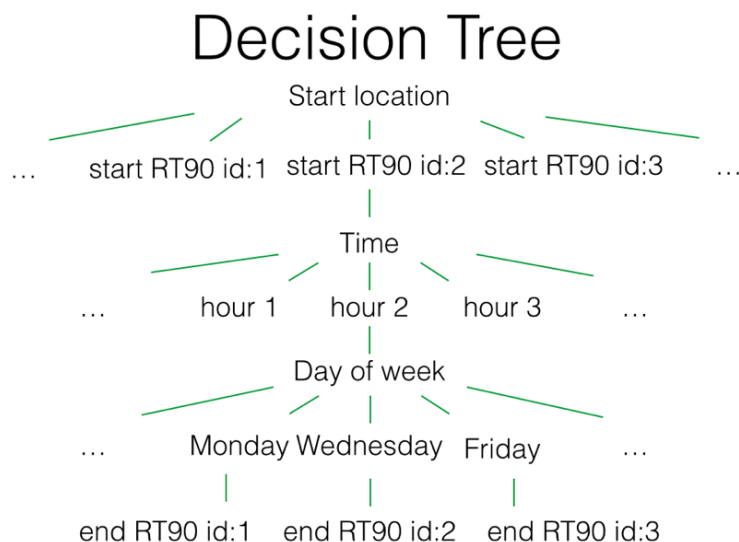 Decision Tree
Start location
... start RT90 id:1 start RT90 id:2 start RT90 id:3 ...
Time
... hour 1 hour 2 hour 3 ...
Day of week
... Monday Wednesday Friday ...
end RT90 id:1 end RT90 id:2 end RT90 id:3